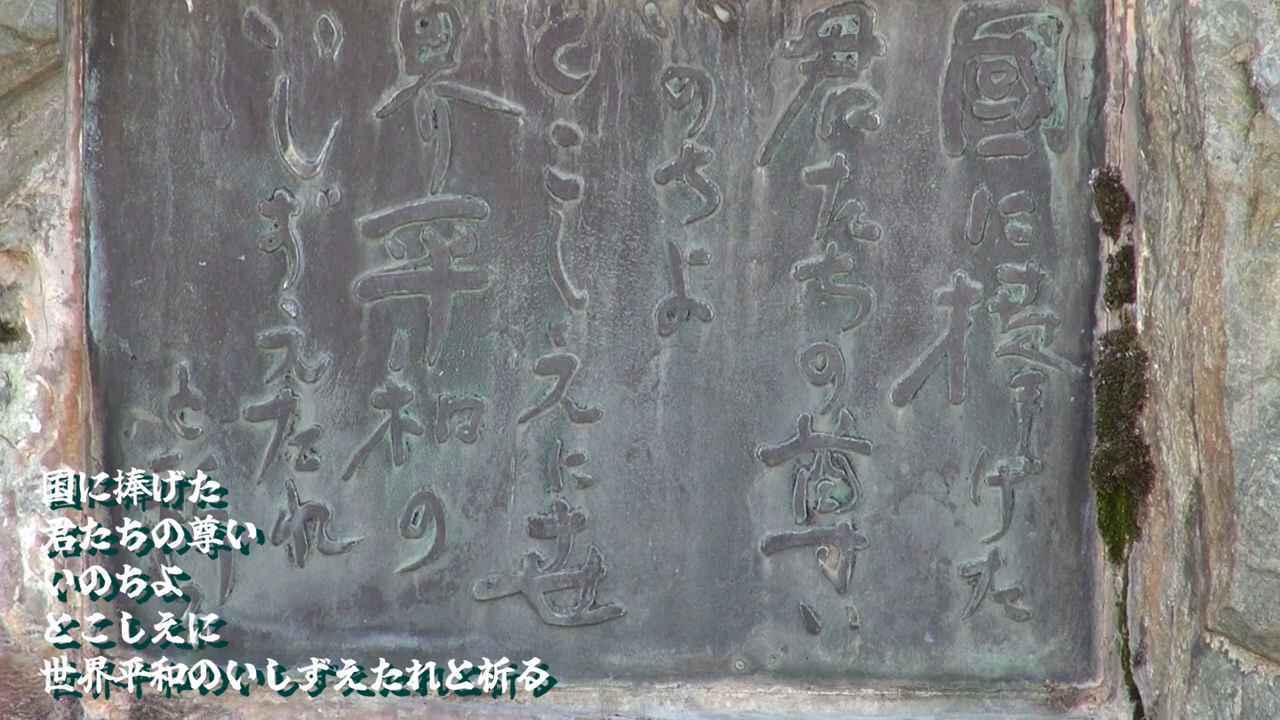 國に捧げた
君たちの尊い
いのちよ
とこしえに世
界平和の
いしずえたれ
と祈る
国に捧げた
君たちの尊い
いのちよ
とこしえに
世界平和のいしずえたれと祈る